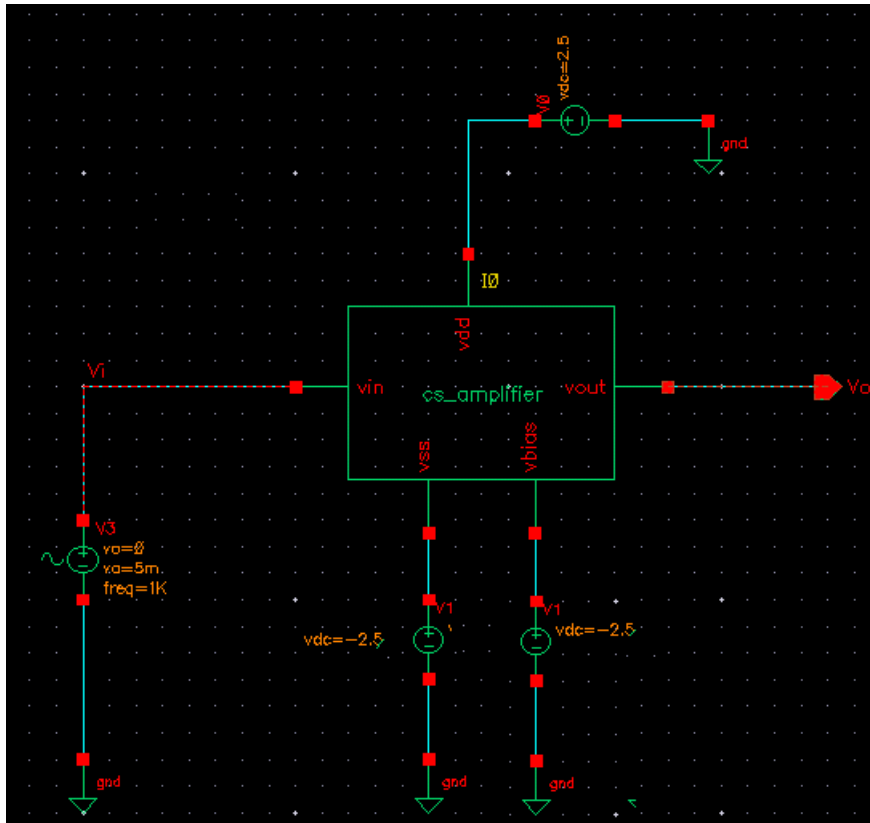 vdc=2.5
V0
gnd
I0
vdd
Vi
vin
cs_amplifier
vout
Vo
vss
vbias
V3
vo=0
va=5m
freq=1K
V1
vdc=-2.5
V1
vdc=-2.5
gnd
gnd
gnd